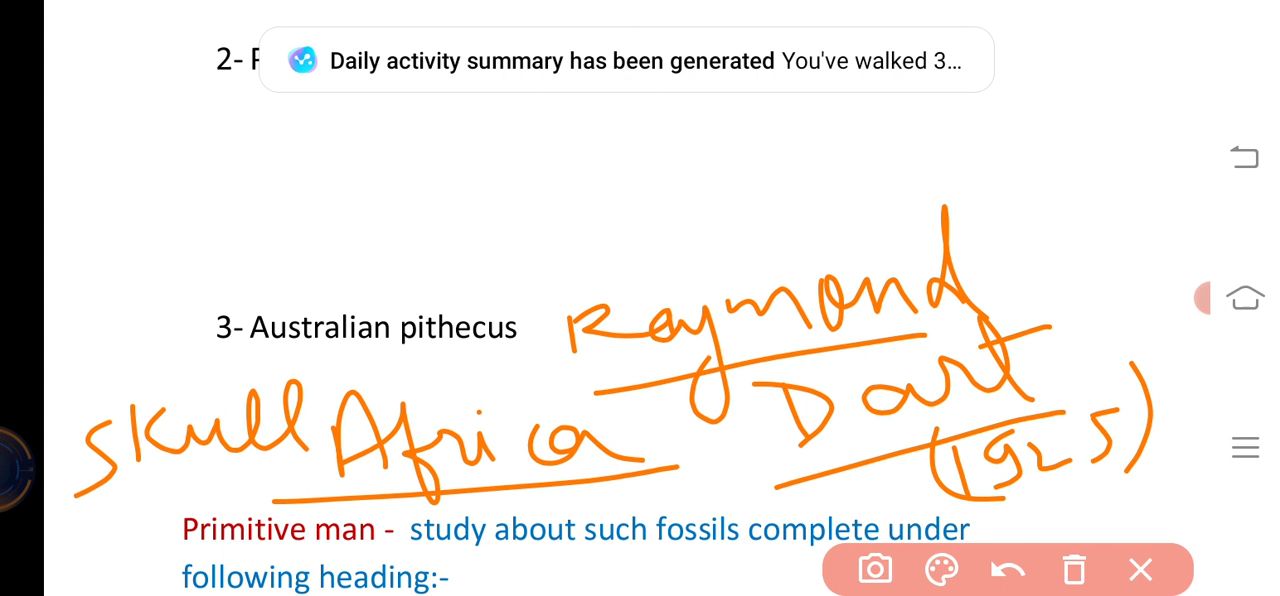 2-
Daily activity summary has been generated You've walked 3...
Raymond
3- Australian pithecus
Dart
Skull Africa
(1925)
Primitive man - study about such fossils complete under
following heading:-